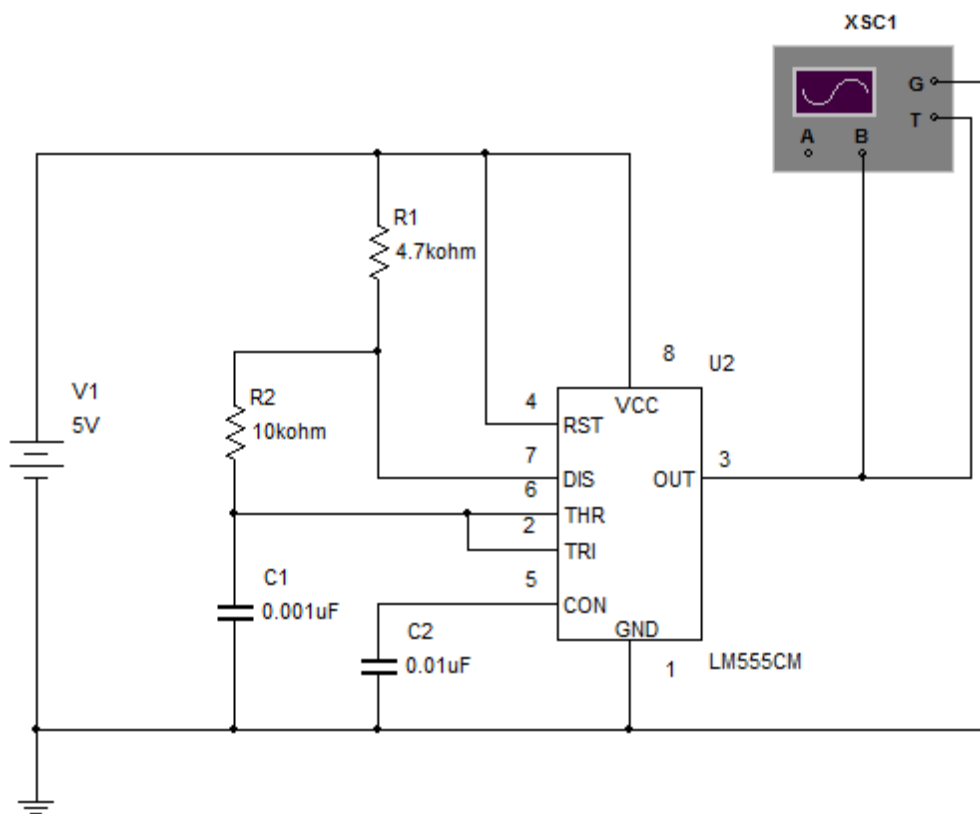 XSC1
G
T
A B
R1
4.7kohm
V1
5V
R2
10kohm
8 U2
VCC
4
RST
7
DIS
OUT
3
6
THR
2
TRI
5
CON
GND
1
LM555CM
C1
0.001uF
C2
0.01uF